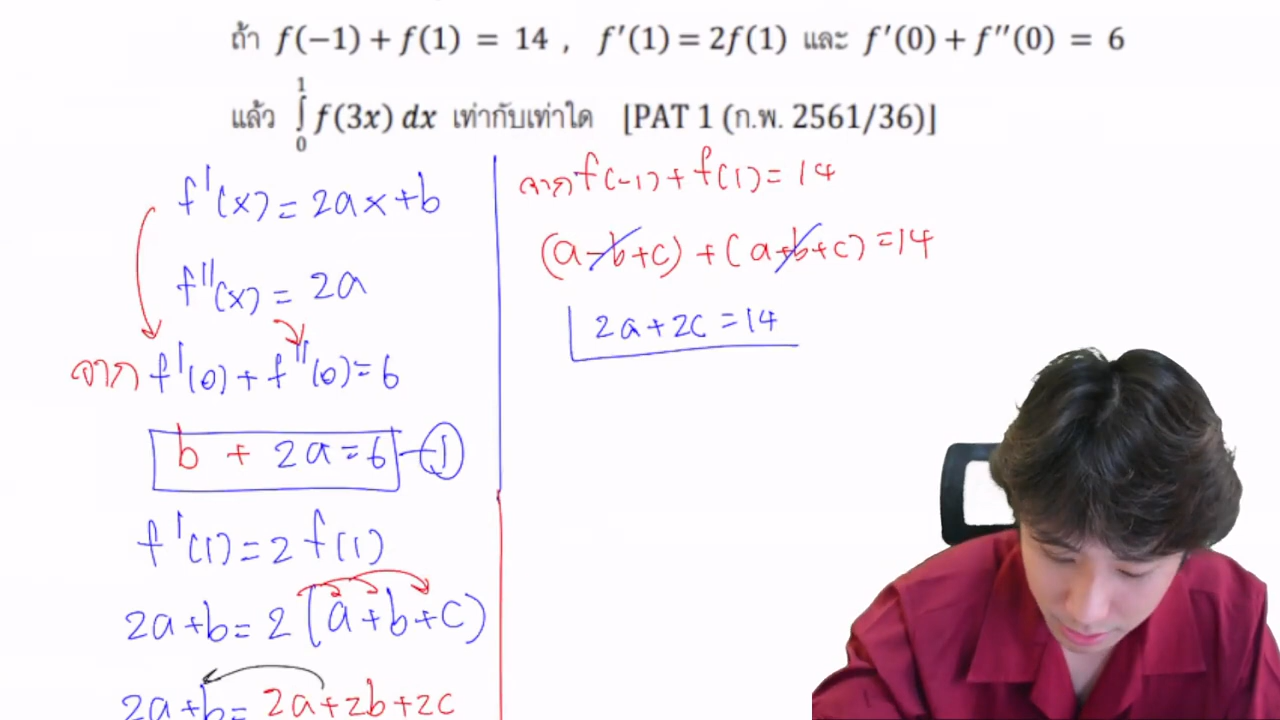 ถ้า f(−1) + f(1) = 14 , f′(1) = 2f(1) และ f′(0) + f″(0) = 6
แล้ว ∫₀¹ f(3x) dx เท่ากับเท่าใด [PAT 1 (ก.พ. 2561/36)]
f'(x) = 2ax+b
f''(x) = 2a
จาก f'(0) + f''(0) = 6
b + 2a = 6 — ①
f'(1) = 2 f(1)
2a+b = 2(a+b+c)
2a+b = 2a+2b+2c
จาก f(-1) + f(1) = 14
(a-b+c) + (a+b+c) = 14
2a+2c = 14